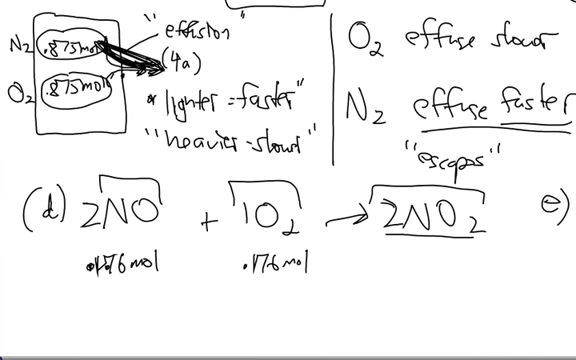 N2 .875mol
O2 .875mol
"effusion"
(4a)
lighter = faster"
"heavier = slower"
O2 effuse slower
N2 effuse faster
"escapes"
(d) 2NO + 1O2 → 2NO2 e)
.176 mol .176 mol